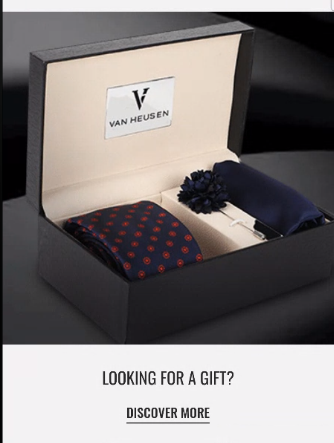 V
VAN HEUSEN
LOOKING FOR A GIFT?
DISCOVER MORE